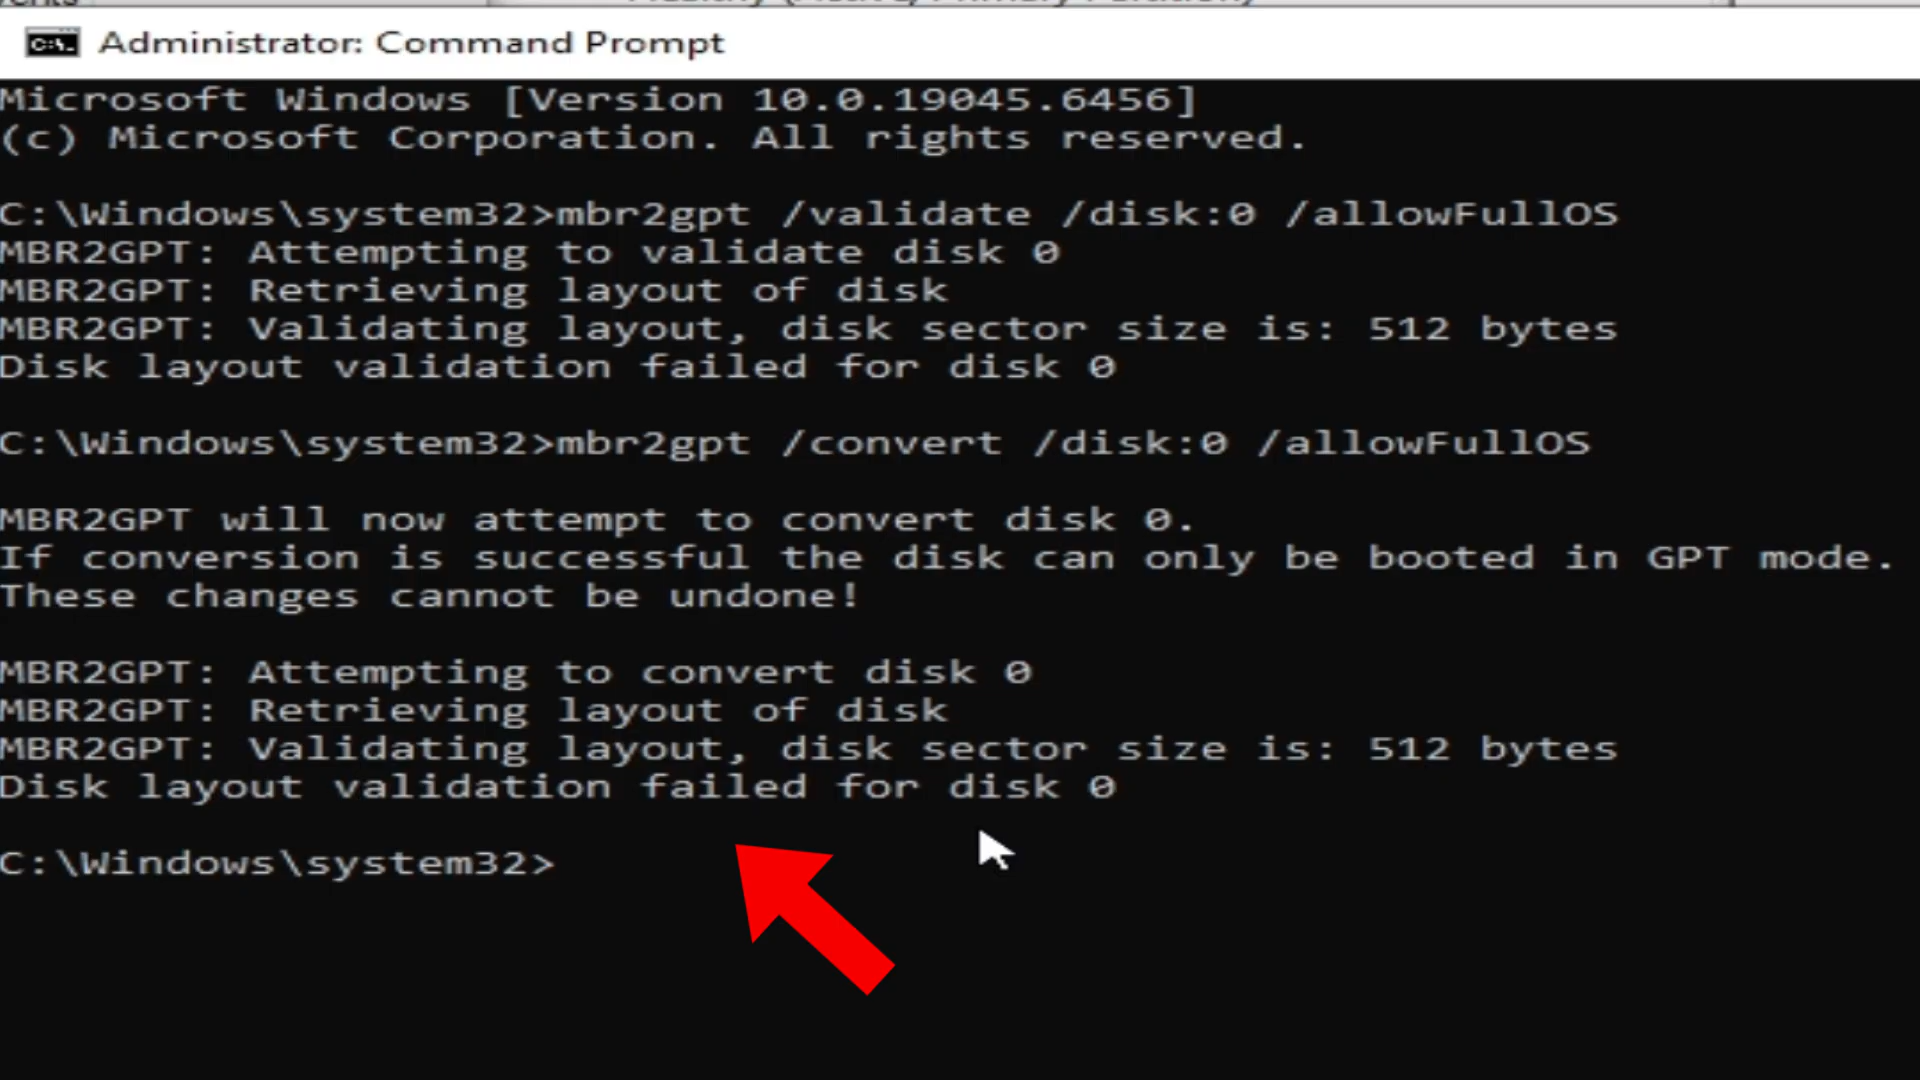 Administrator: Command Prompt
Microsoft Windows [Version 10.0.19045.6456]
(c) Microsoft Corporation. All rights reserved.
C:\Windows\system32>mbr2gpt /validate /disk:0 /allowFullOS
MBR2GPT: Attempting to validate disk 0
MBR2GPT: Retrieving layout of disk
MBR2GPT: Validating layout, disk sector size is: 512 bytes
Disk layout validation failed for disk 0
C:\Windows\system32>mbr2gpt /convert /disk:0 /allowFullOS
MBR2GPT will now attempt to convert disk 0.
If conversion is successful the disk can only be booted in GPT mode.
These changes cannot be undone!
MBR2GPT: Attempting to convert disk 0
MBR2GPT: Retrieving layout of disk
MBR2GPT: Validating layout, disk sector size is: 512 bytes
Disk layout validation failed for disk 0
C:\Windows\system32>